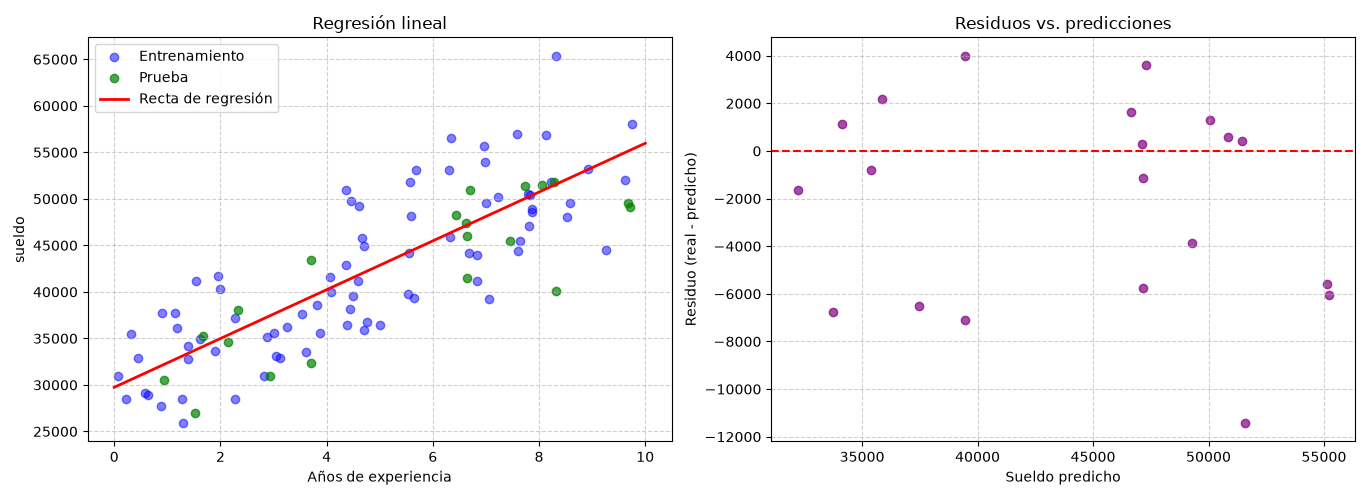 Regresión lineal
Entrenamiento
Prueba
Recta de regresión
65000
60000
55000
50000
45000
40000
35000
30000
25000
sueldo
0 2 4 6 8 10
Años de experiencia
Residuos vs. predicciones
4000
2000
0
−2000
−4000
−6000
−8000
−10000
−12000
Residuo (real - predicho)
35000 40000 45000 50000 55000
Sueldo predicho